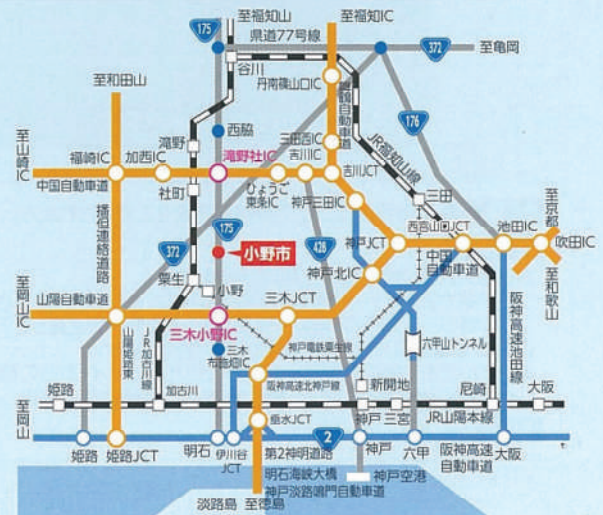 至福知山
至福知IC
175
県道77号線
372
至亀岡
谷川
至和田山
丹南篠山口IC
舞鶴自動車道
176
西脇
滝野
三田西IC
JR福知山線
至山崎IC
福崎IC
加西IC
滝野社IC
吉川IC
吉川JCT
中国自動車道
社町
ひょうご東条IC
神戸三田IC
三田
至京都
播但連絡道路
372
175
428
神戸JCT
西宮山口JCT
池田IC
吹田IC
小野市
中国自動車道
粟生
小野
神戸北IC
至和歌山
至岡山IC
山陽自動車道
三木JCT
阪神高速池田線
三木小野IC
山陽姫路東
JR加古川線
三木
布施畑IC
神戸電鉄粟生線
六甲山トンネル
阪神高速北神戸線
姫路
加古川
新開地
尼崎
大阪
神戸
三宮
JR山陽本線
至岡山
垂水JCT
2
姫路
姫路JCT
明石
伊川谷JCT
第2神明道路
神戸
六甲
阪神高速自動車道
大阪
明石海峡大橋
神戸淡路鳴門自動車道
神戸空港
淡路島
至徳島